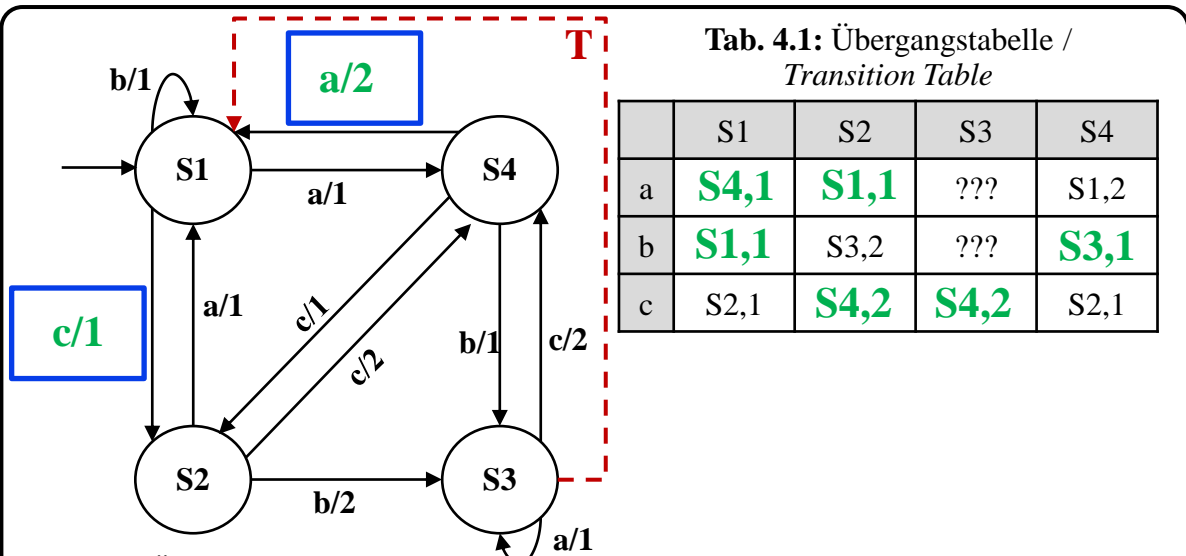 T
a/2
b/1
S1
S4
a/1
c/1
a/1
c/1
c/2
b/1
c/2
S2
S3
b/2
a/1
Tab. 4.1: Übergangstabelle /
Transition Table
S1 S2 S3 S4
a S4,1 S1,1 ??? S1,2
b S1,1 S3,2 ??? S3,1
c S2,1 S4,2 S4,2 S2,1